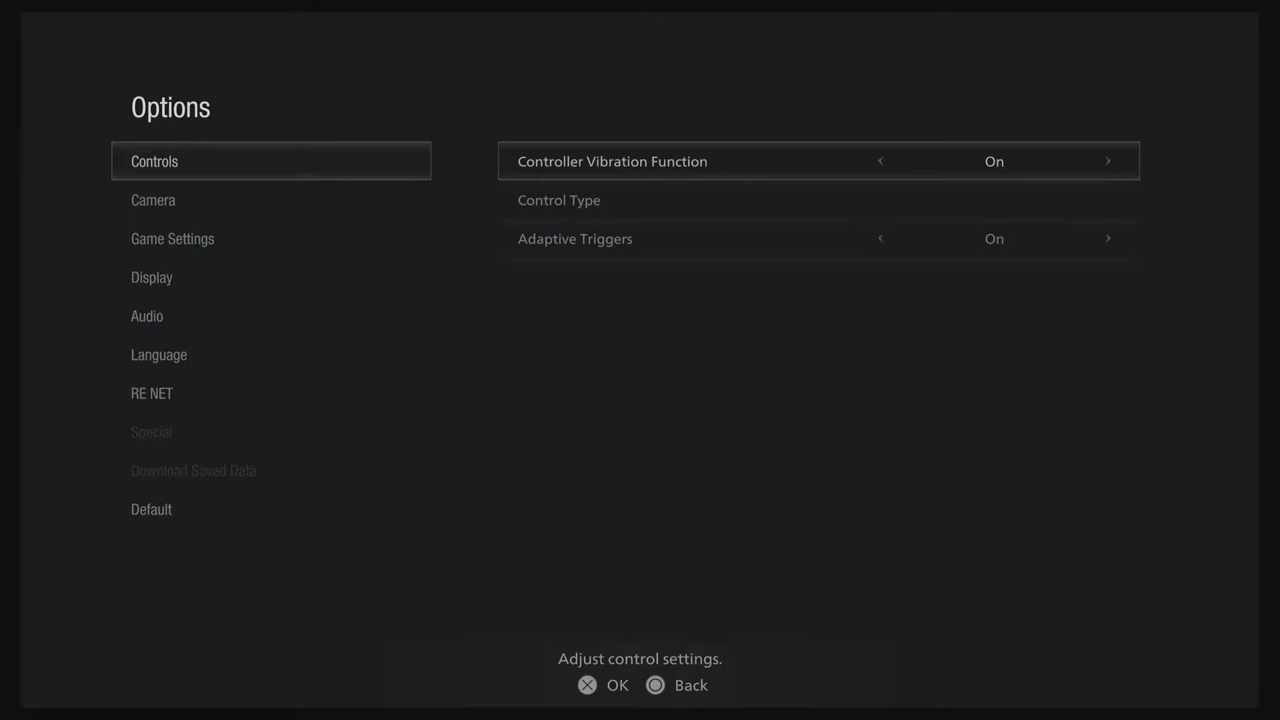 Options
Controls
Camera
Game Settings
Display
Audio
Language
RE NET
Special
Download Saved Data
Default
Controller Vibration Function On
Control Type
Adaptive Triggers On
Adjust control settings.
OK Back